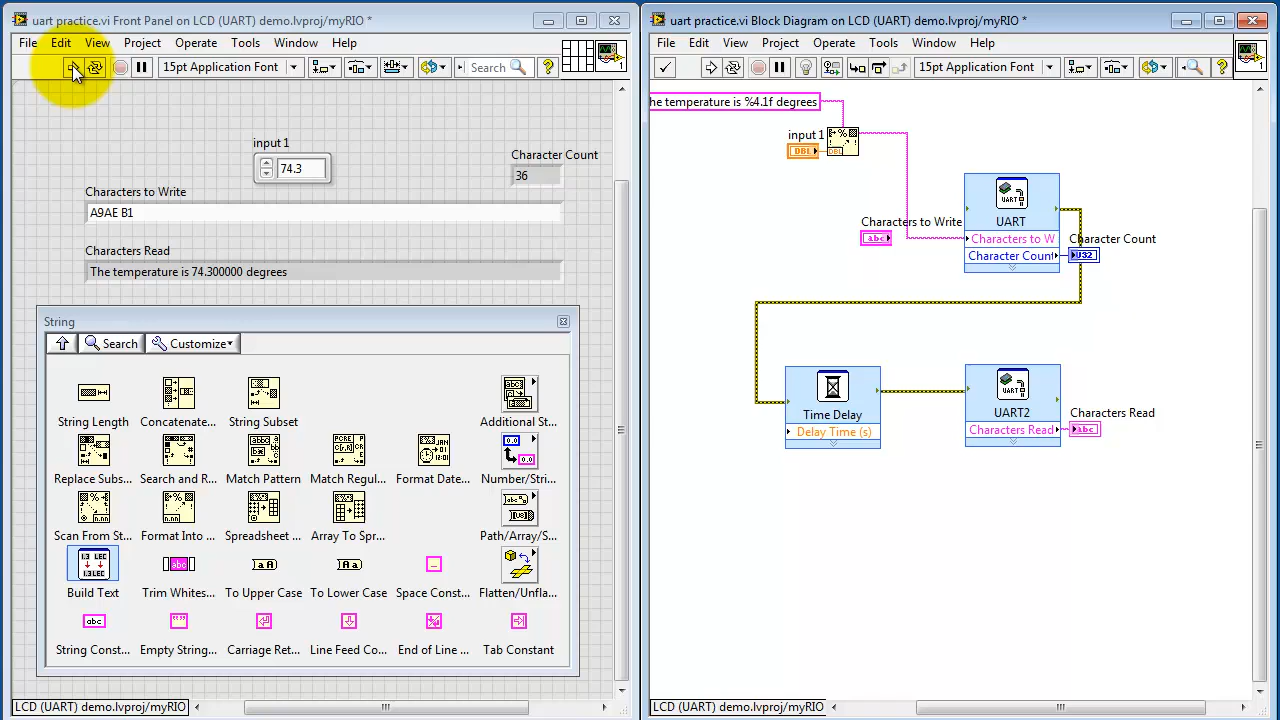 uart practice.vi Front Panel on LCD (UART) demo.lvproj/myRIO *
File Edit View Project Operate Tools Window Help
15pt Application Font
Search
1
input 1
74.3
Character Count
36
Characters to Write
A9AE B1
Characters Read
The temperature is 74.300000 degrees
String
Search
Customize
String Length
Concatenate...
String Subset
Additional St...
Replace Subs...
Search and R...
Match Pattern
Match Regul...
Format Date...
Number/Stri...
Scan From St...
Format Into ...
Spreadsheet ...
Array To Spr...
Path/Array/S...
Build Text
Trim Whites...
To Upper Case
To Lower Case
Space Const...
Flatten/Unfla...
String Const...
Empty String...
Carriage Ret...
Line Feed Co...
End of Line ...
Tab Constant
LCD (UART) demo.lvproj/myRIO
uart practice.vi Block Diagram on LCD (UART) demo.lvproj/myRIO *
File Edit View Project Operate Tools Window Help
15pt Application Font
1
he temperature is %4.1f degrees
input 1
DBL
DBL
UART
Characters to Write
abc
Characters to W
Character Count
Character Count
U32
Time Delay
Delay Time (s)
UART2
Characters Read
Characters Read
abc
LCD (UART) demo.lvproj/myRIO